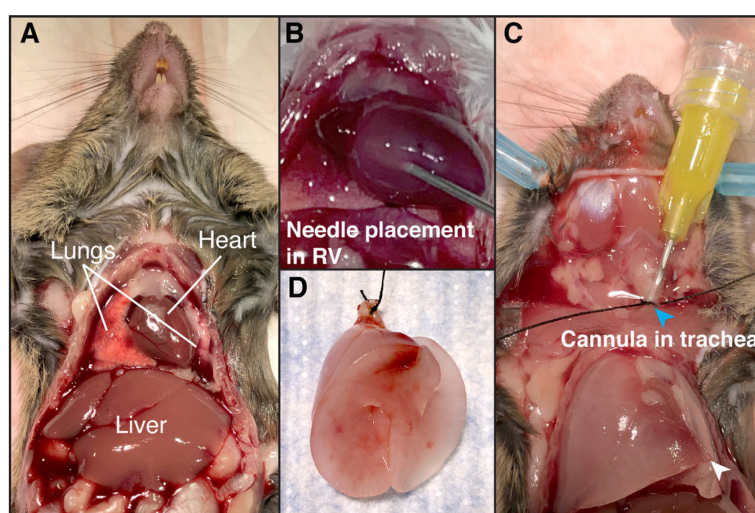 A
B
C
Lungs
Heart
Needle placement
in RV
D
Cannula in trachea
Liver